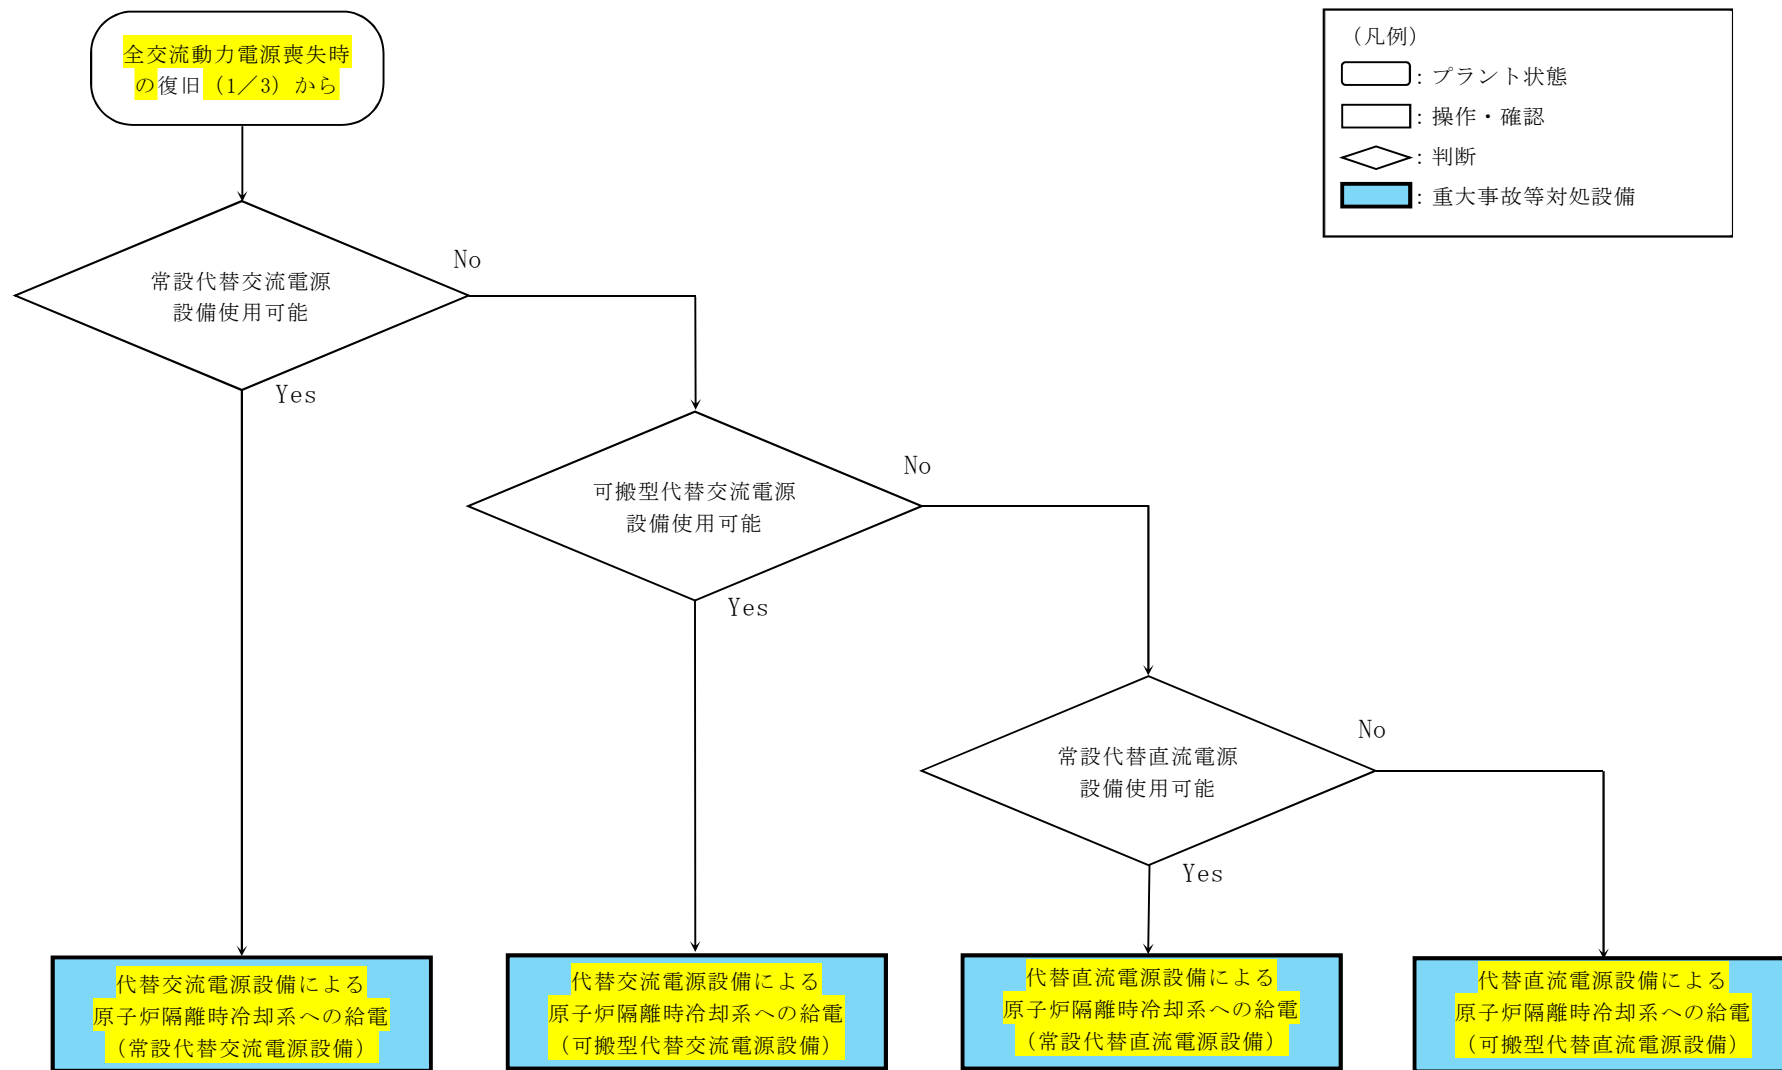 全交流動力電源喪失時
の復旧(1/3)から
(凡例)
:プラント状態
:操作・確認
:判断
:重大事故等対処設備
常設代替交流電源
設備使用可能
No
Yes
可搬型代替交流電源
設備使用可能
No
Yes
常設代替直流電源
設備使用可能
No
Yes
代替交流電源設備による
原子炉隔離時冷却系への給電
(常設代替交流電源設備)
代替交流電源設備による
原子炉隔離時冷却系への給電
(可搬型代替交流電源設備)
代替直流電源設備による
原子炉隔離時冷却系への給電
(常設代替直流電源設備)
代替直流電源設備による
原子炉隔離時冷却系への給電
(可搬型代替直流電源設備)